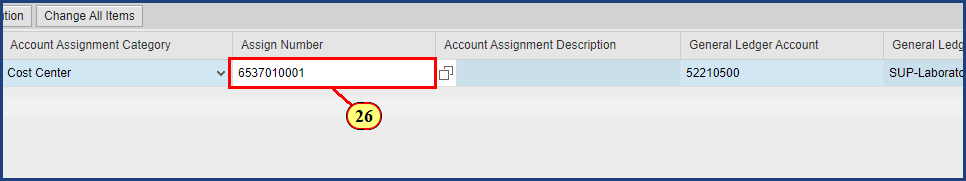 ution Change All Items
Account Assignment Category Assign Number Account Assignment Description General Ledger Account General Ledg
Cost Center 6537010001 52210500 SUP-Laborato
26